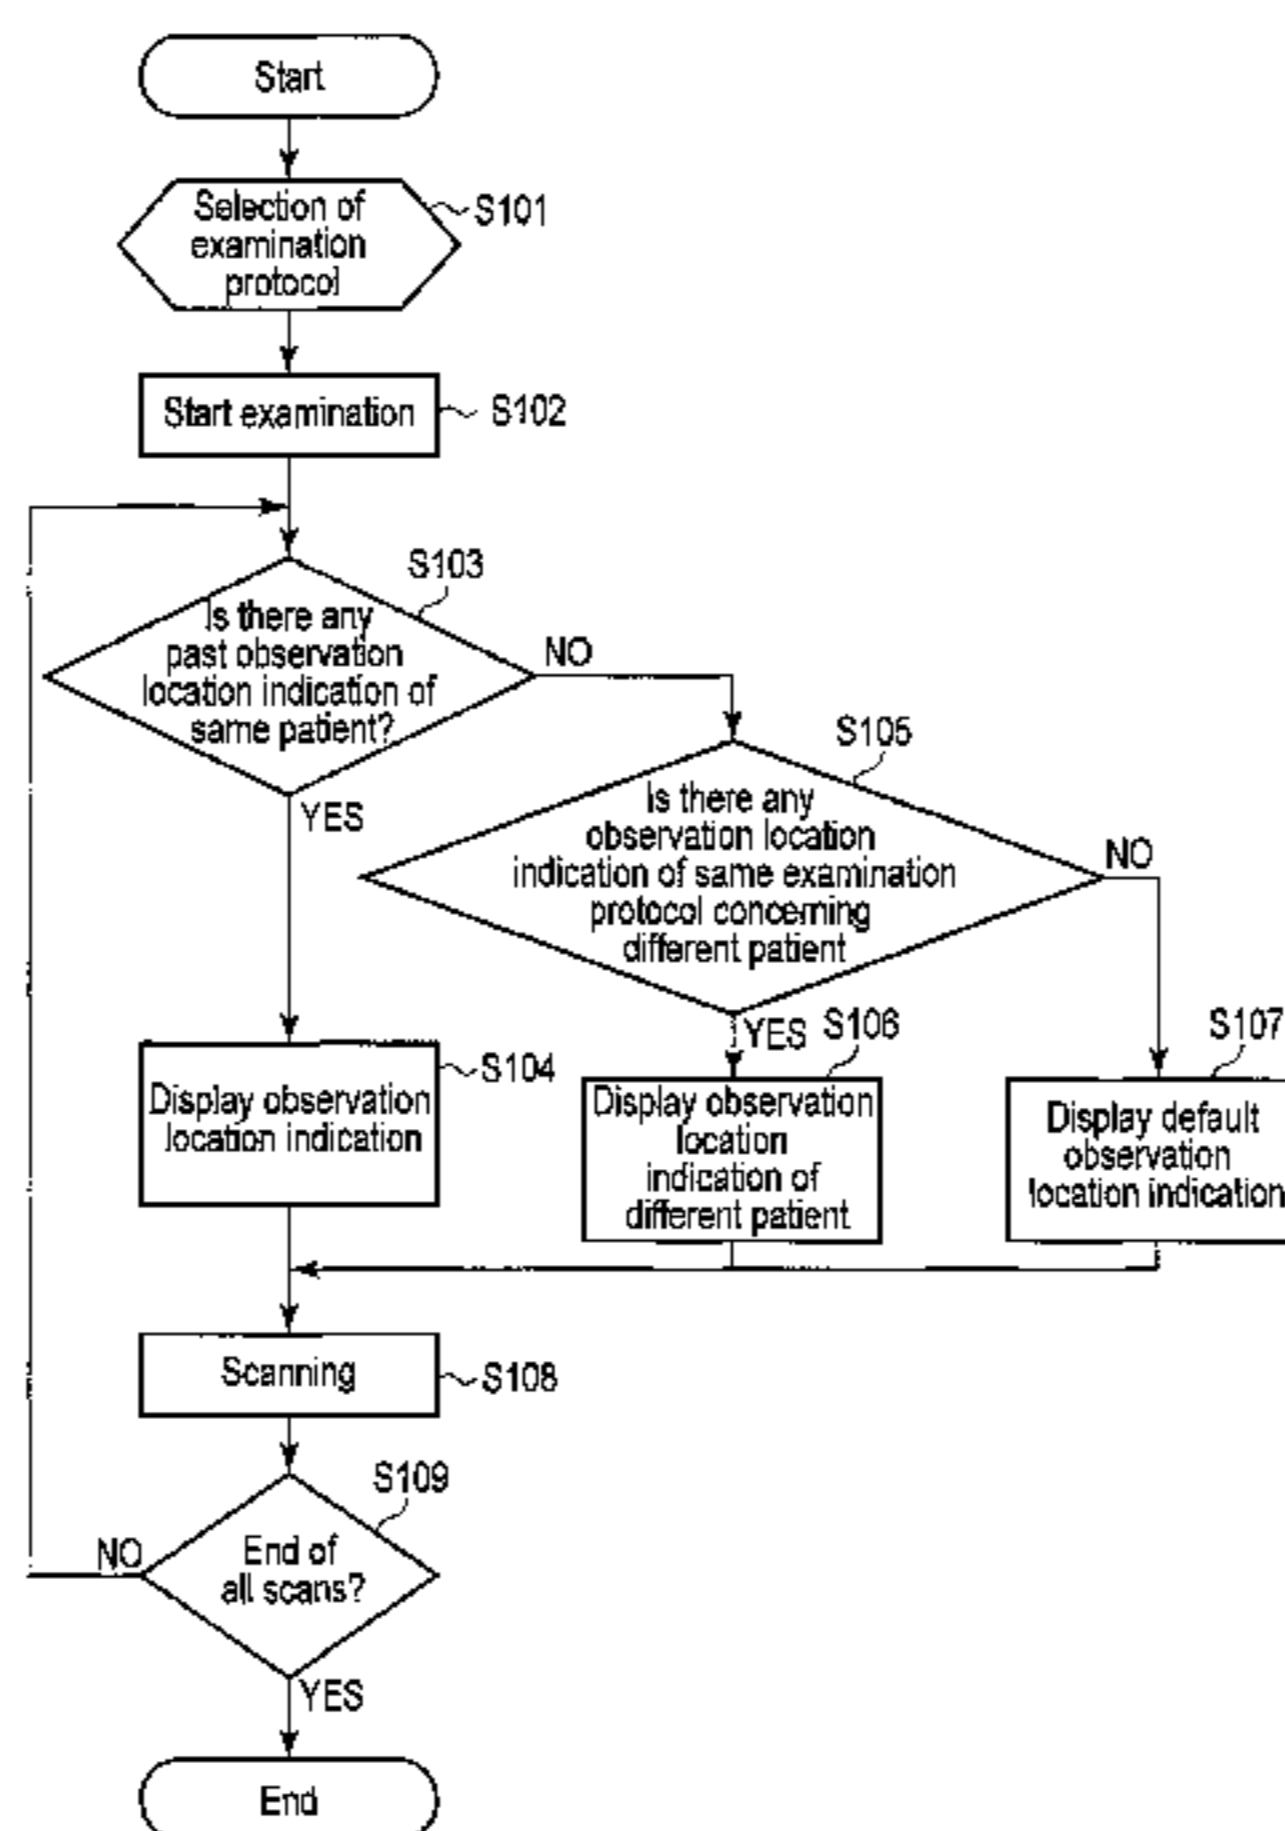 Start
Selection of
examination
protocol
S101
Start examination
S102
S103
Is there any
past observation
location indication of
same patient?
NO
YES
S105
Is there any
observation location
indication of same examination
protocol concerning
different patient
NO
YES
S104
Display observation
location indication
S106
Display observation
location
indication of
different patient
S107
Display default
observation
location indication
Scanning
S108
S109
End of
all scans?
NO
YES
End